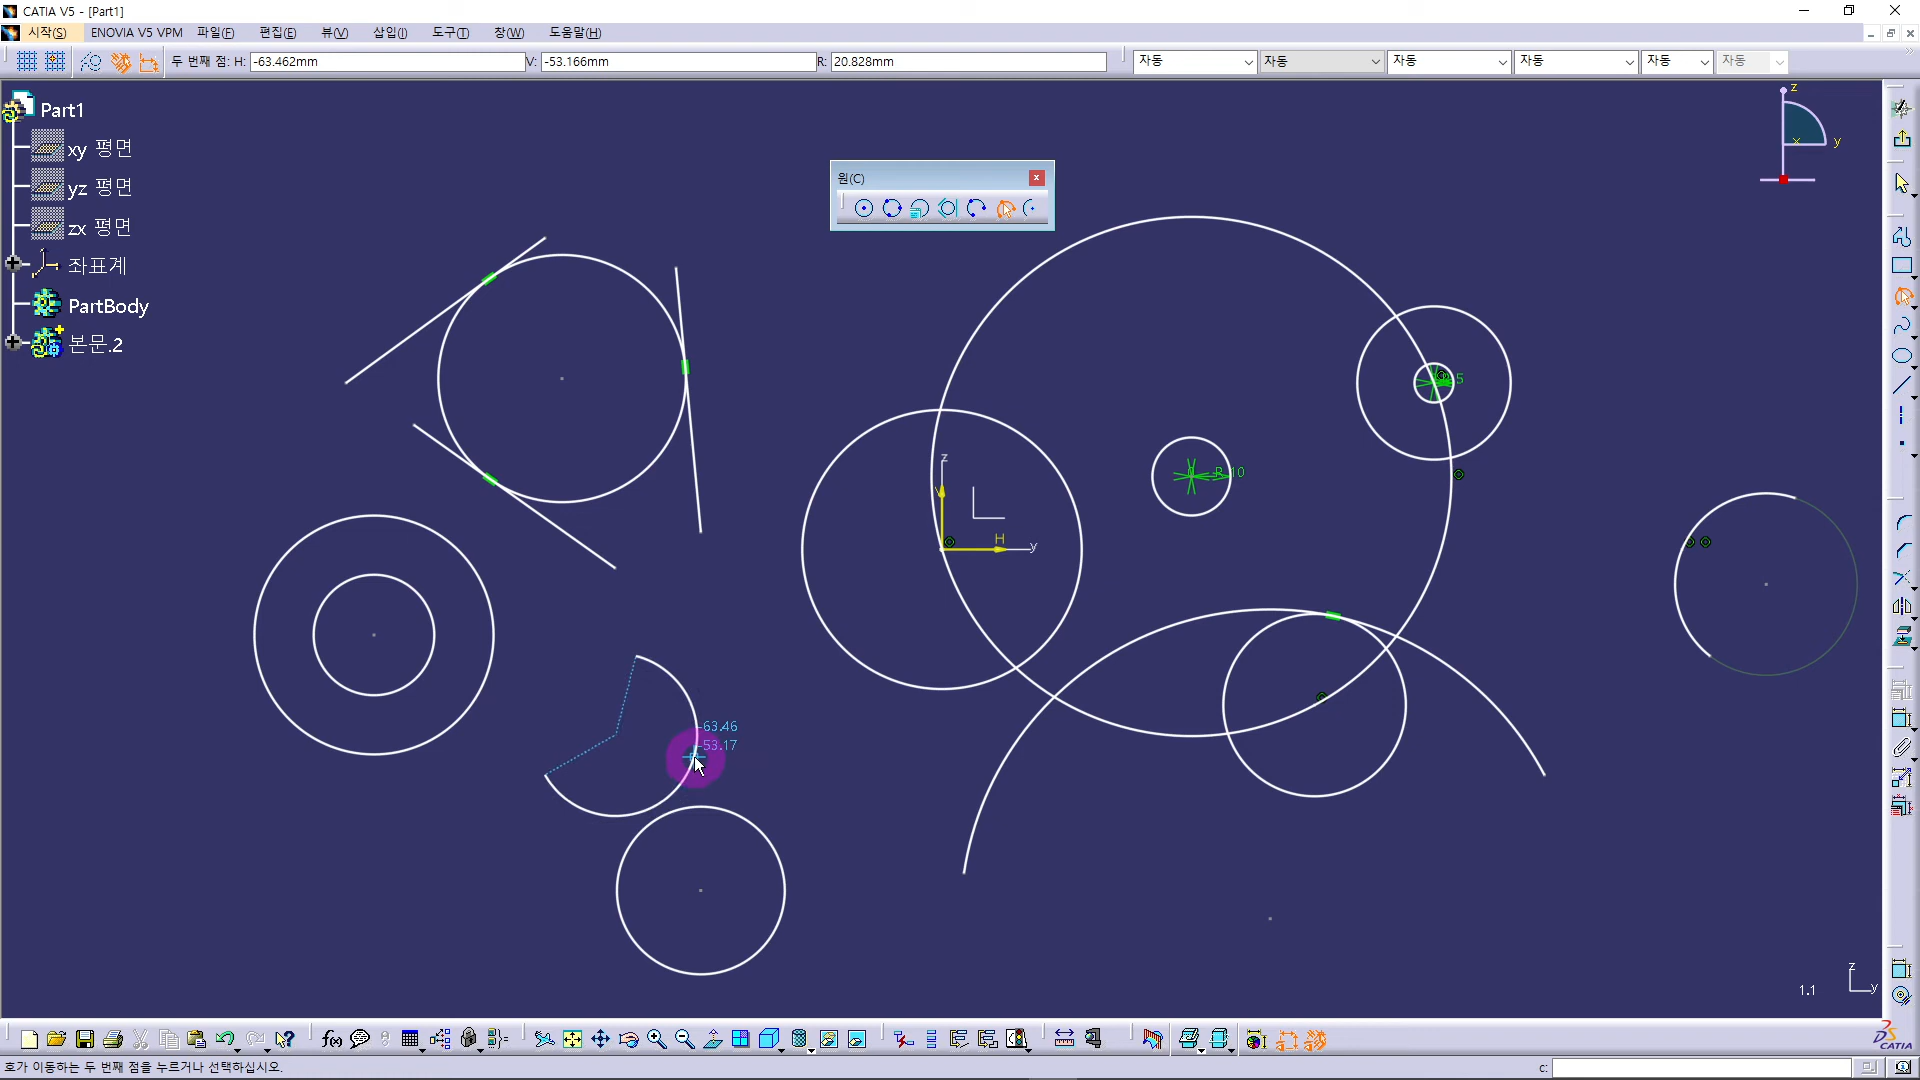 CATIA V5 - [Part1]
시작(S) ENOVIA V5 VPM 파일(F) 편집(E) 뷰(V) 삽입(I) 도구(T) 창(W) 도움말(H)
두 번째 점: H: -63.462mm V: -53.166mm R: 20.828mm 자동 자동 자동 자동 자동 자동
Part1
xy 평면
yz 평면
zx 평면
좌표계
PartBody
본문.2
원(C)
z
x y
5
R 10
z
V
H
y
-63.46
-53.17
z
y
1.1
f(x)
CATIA
호가 이동하는 두 번째 점을 누르거나 선택하십시오.
c: